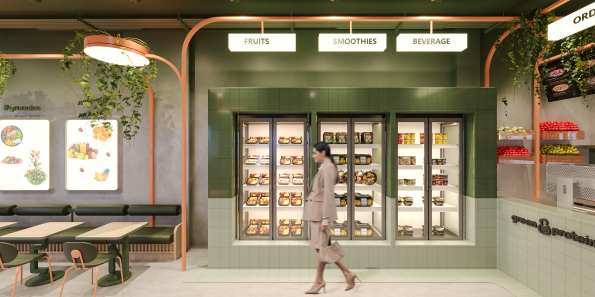 FRUITS
SMOOTHIES
BEVERAGE
ORD
green&protein